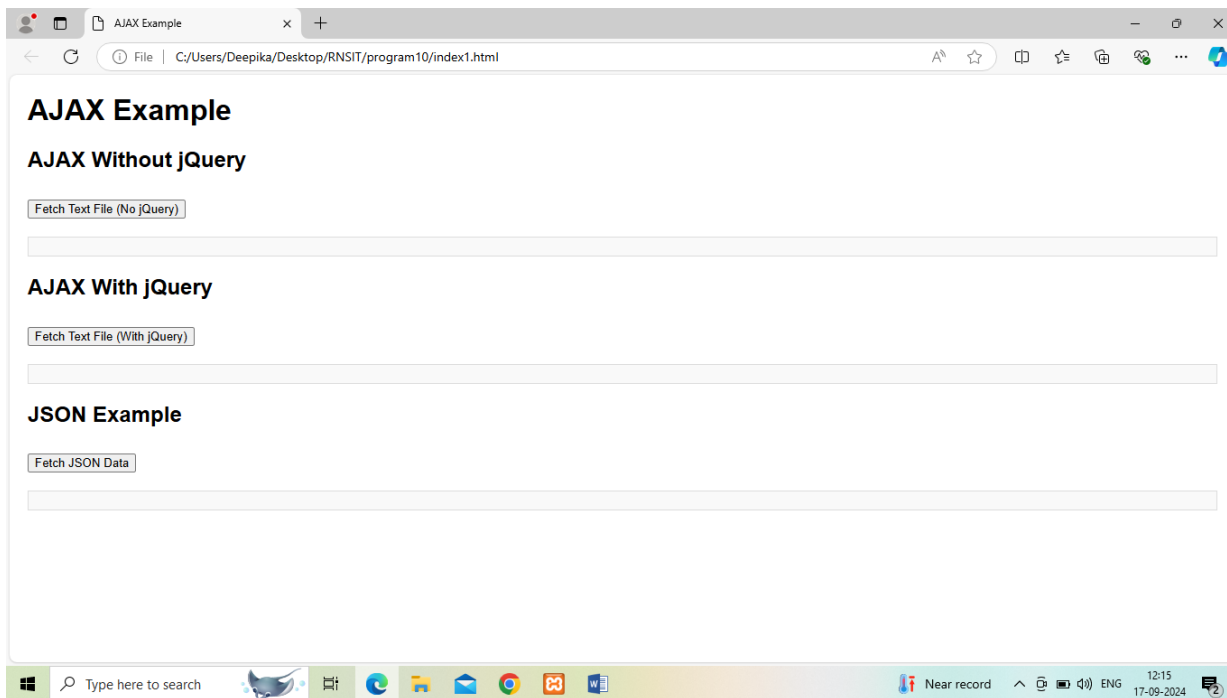 AJAX Example
File | C:/Users/Deepika/Desktop/RNSIT/program10/index1.html
AJAX Example
AJAX Without jQuery
Fetch Text File (No jQuery)
AJAX With jQuery
Fetch Text File (With jQuery)
JSON Example
Fetch JSON Data
Type here to search
Near record
ENG
12:15
17-09-2024
2